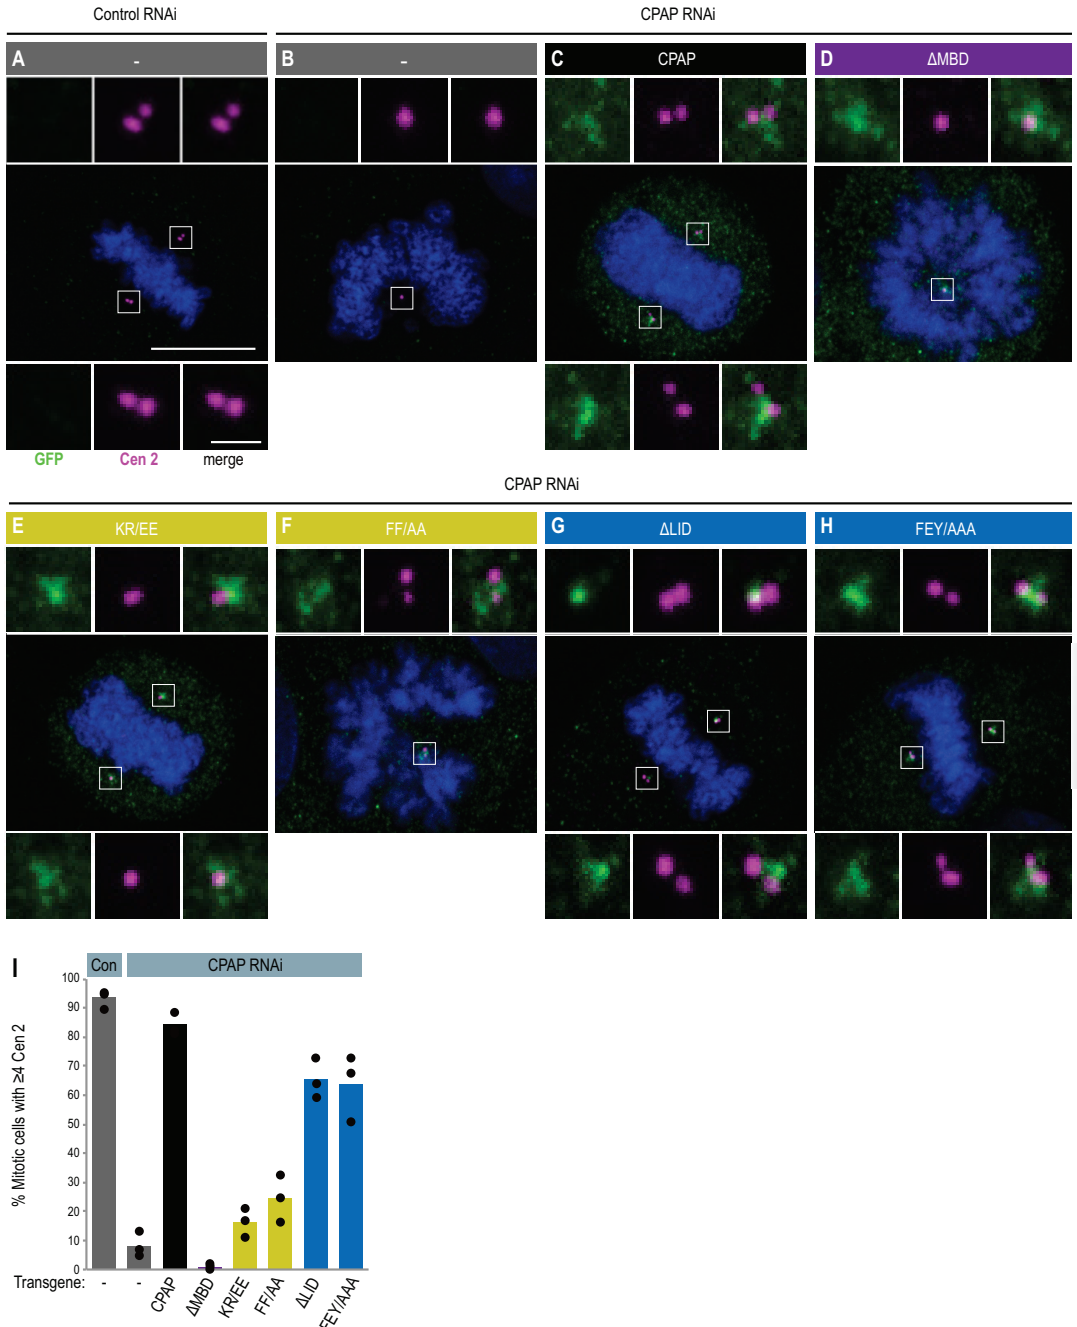 Control RNAi
CPAP RNAi
A
-
B
-
C
CPAP
D
ΔMBD
GFP
Cen 2
merge
CPAP RNAi
E
KR/EE
F
FF/AA
G
ΔLID
H
FEY/AAA
I
Con
CPAP RNAi
% Mitotic cells with ≥4 Cen 2
100
90
80
70
60
50
40
30
20
10
0
Transgene:
-
-
CPAP
ΔMBD
KR/EE
FF/AA
ΔLID
FEY/AAA